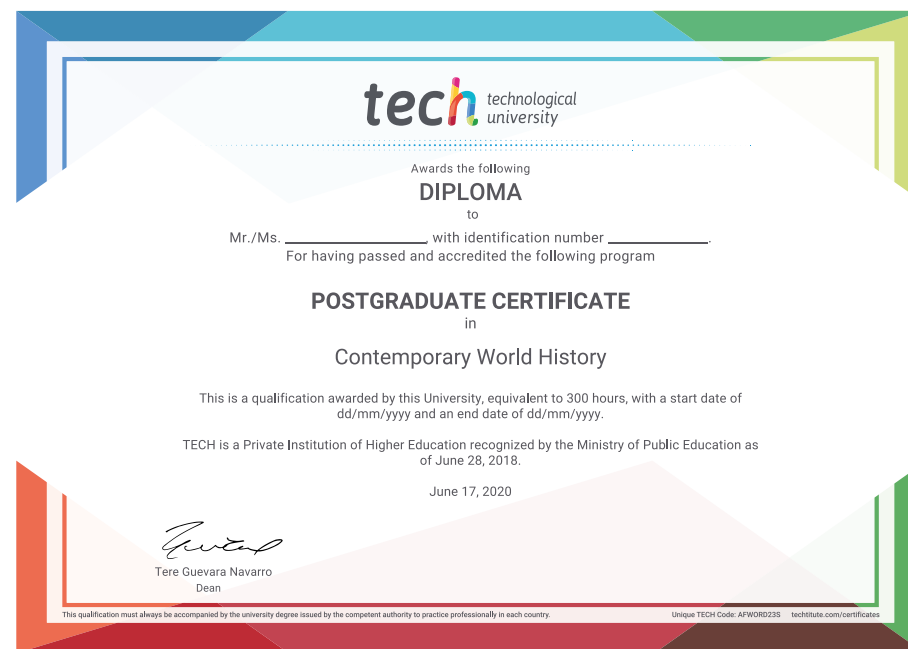 tech technological
university
Awards the following
DIPLOMA
to
Mr./Ms. ____________________, with identification number ______________.
For having passed and accredited the following program
POSTGRADUATE CERTIFICATE
in
Contemporary World History
This is a qualification awarded by this University, equivalent to 300 hours, with a start date of
dd/mm/yyyy and an end date of dd/mm/yyyy.
TECH is a Private Institution of Higher Education recognized by the Ministry of Public Education as
of June 28, 2018.
June 17, 2020
Tere Guevara Navarro
Dean
This qualification must always be accompanied by the university degree issued by the competent authority to practice professionally in each country. Unique TECH Code: AFWORD23S techtitute.com/certificates